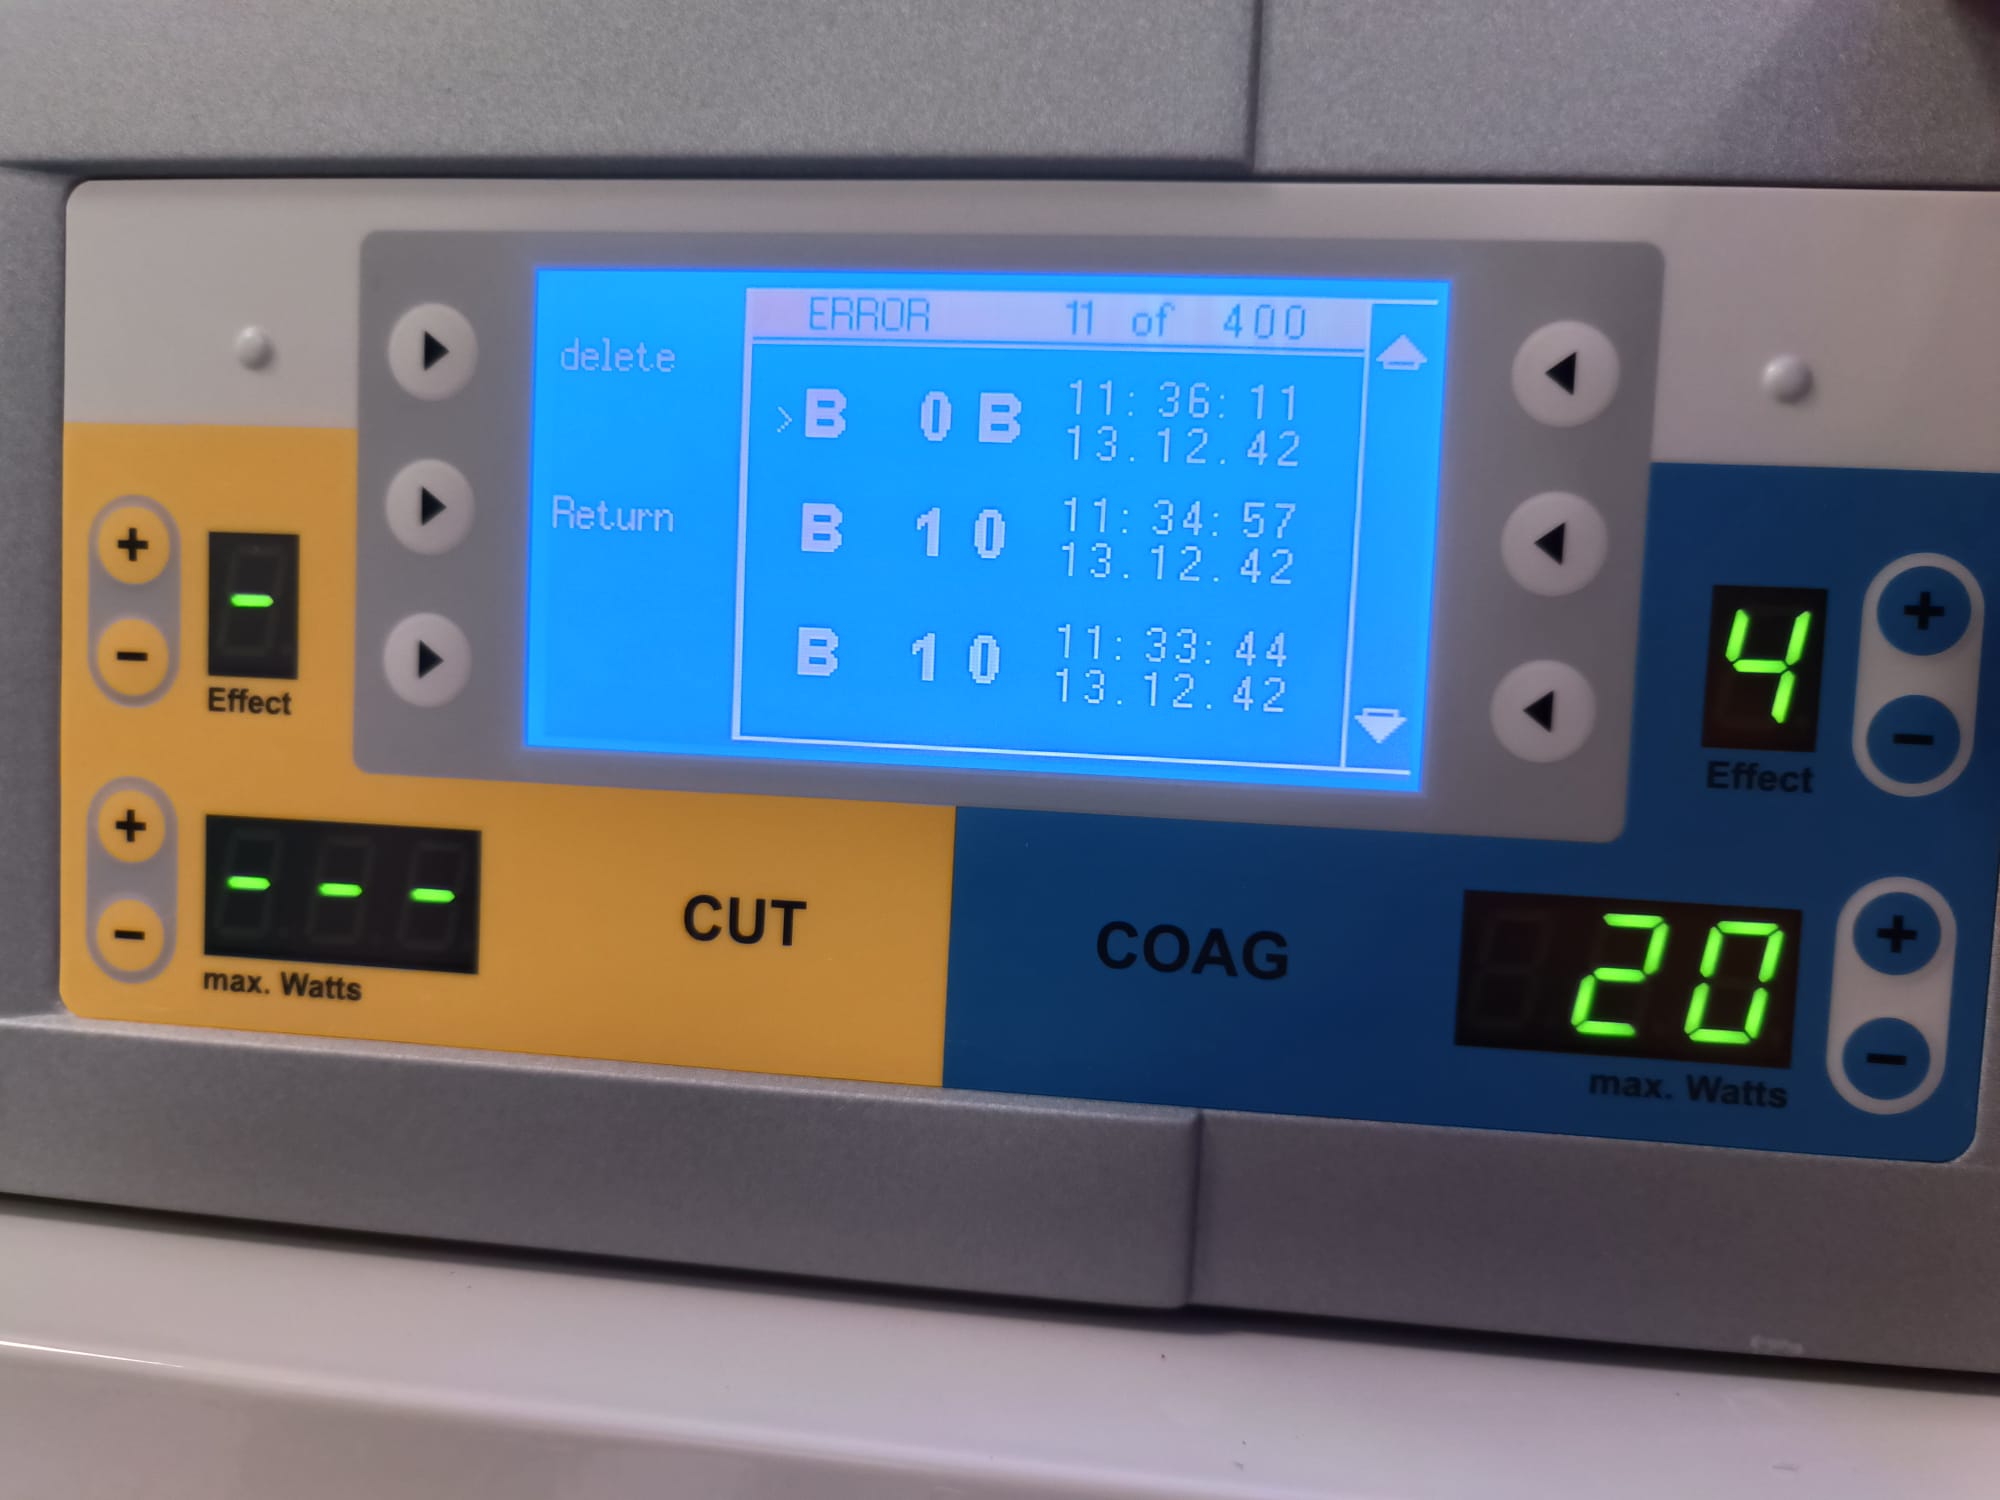 ERROR 11 of 400
delete
>B 0B 11:36:11
13.12.42
Return
B 10 11:34:57
13.12.42
B 10 11:33:44
13.12.42
+
-
-
Effect
+
-
---
max. Watts
CUT
COAG
4
+
-
Effect
20
+
-
max. Watts